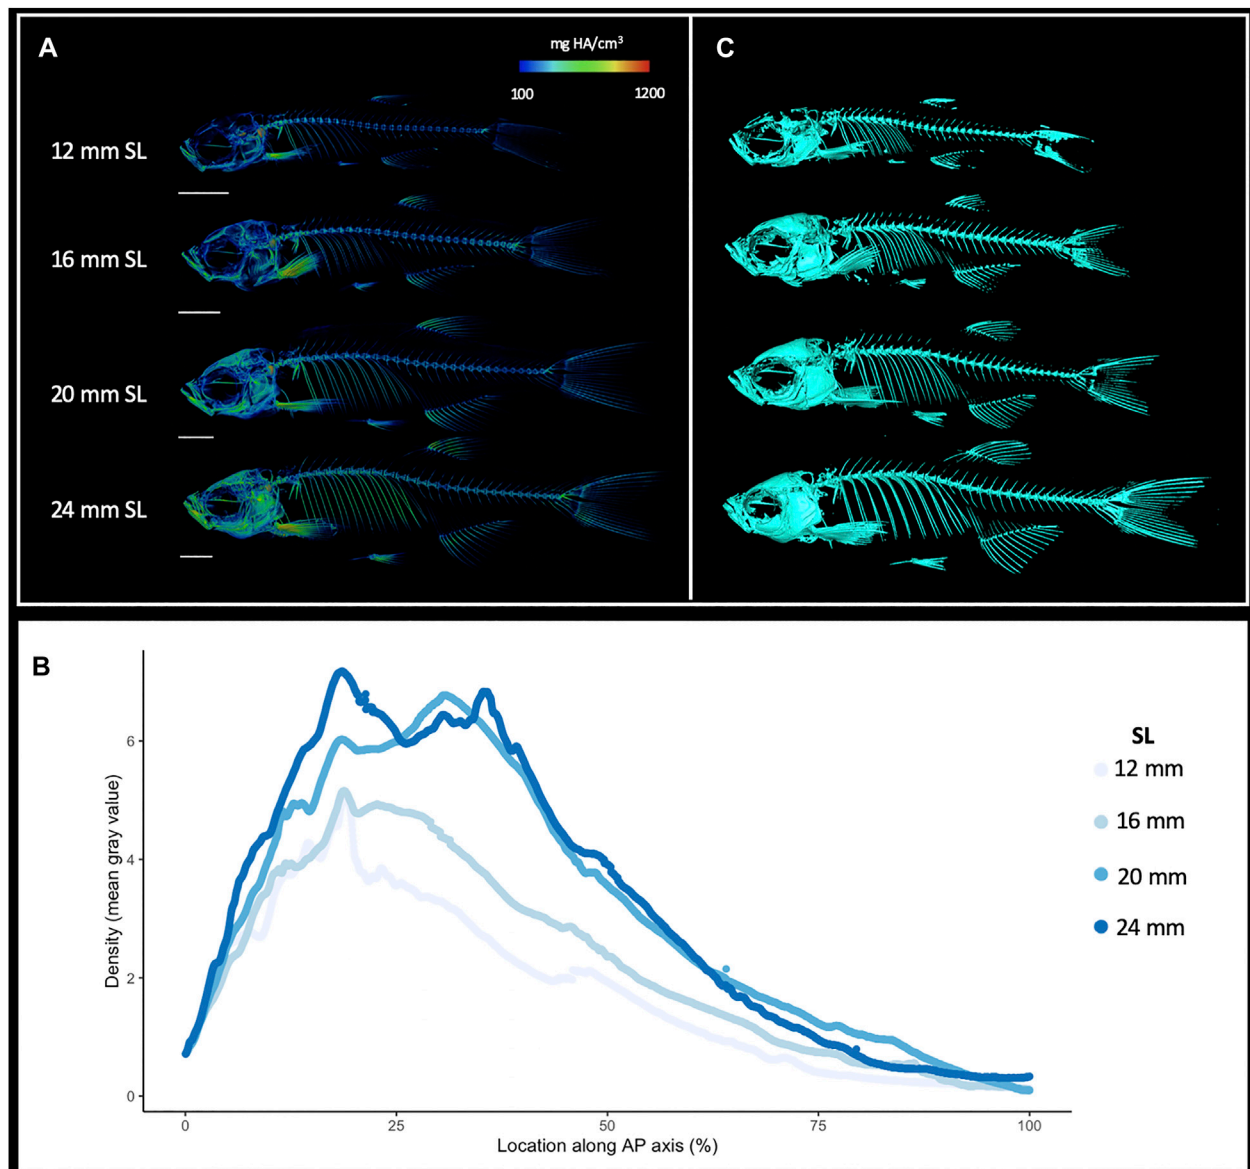 A
mg HA/cm³
100
1200
12 mm SL
16 mm SL
20 mm SL
24 mm SL
C
B
Density (mean gray value)
6
4
2
0
0
25
50
75
100
Location along AP axis (%)
SL
12 mm
16 mm
20 mm
24 mm